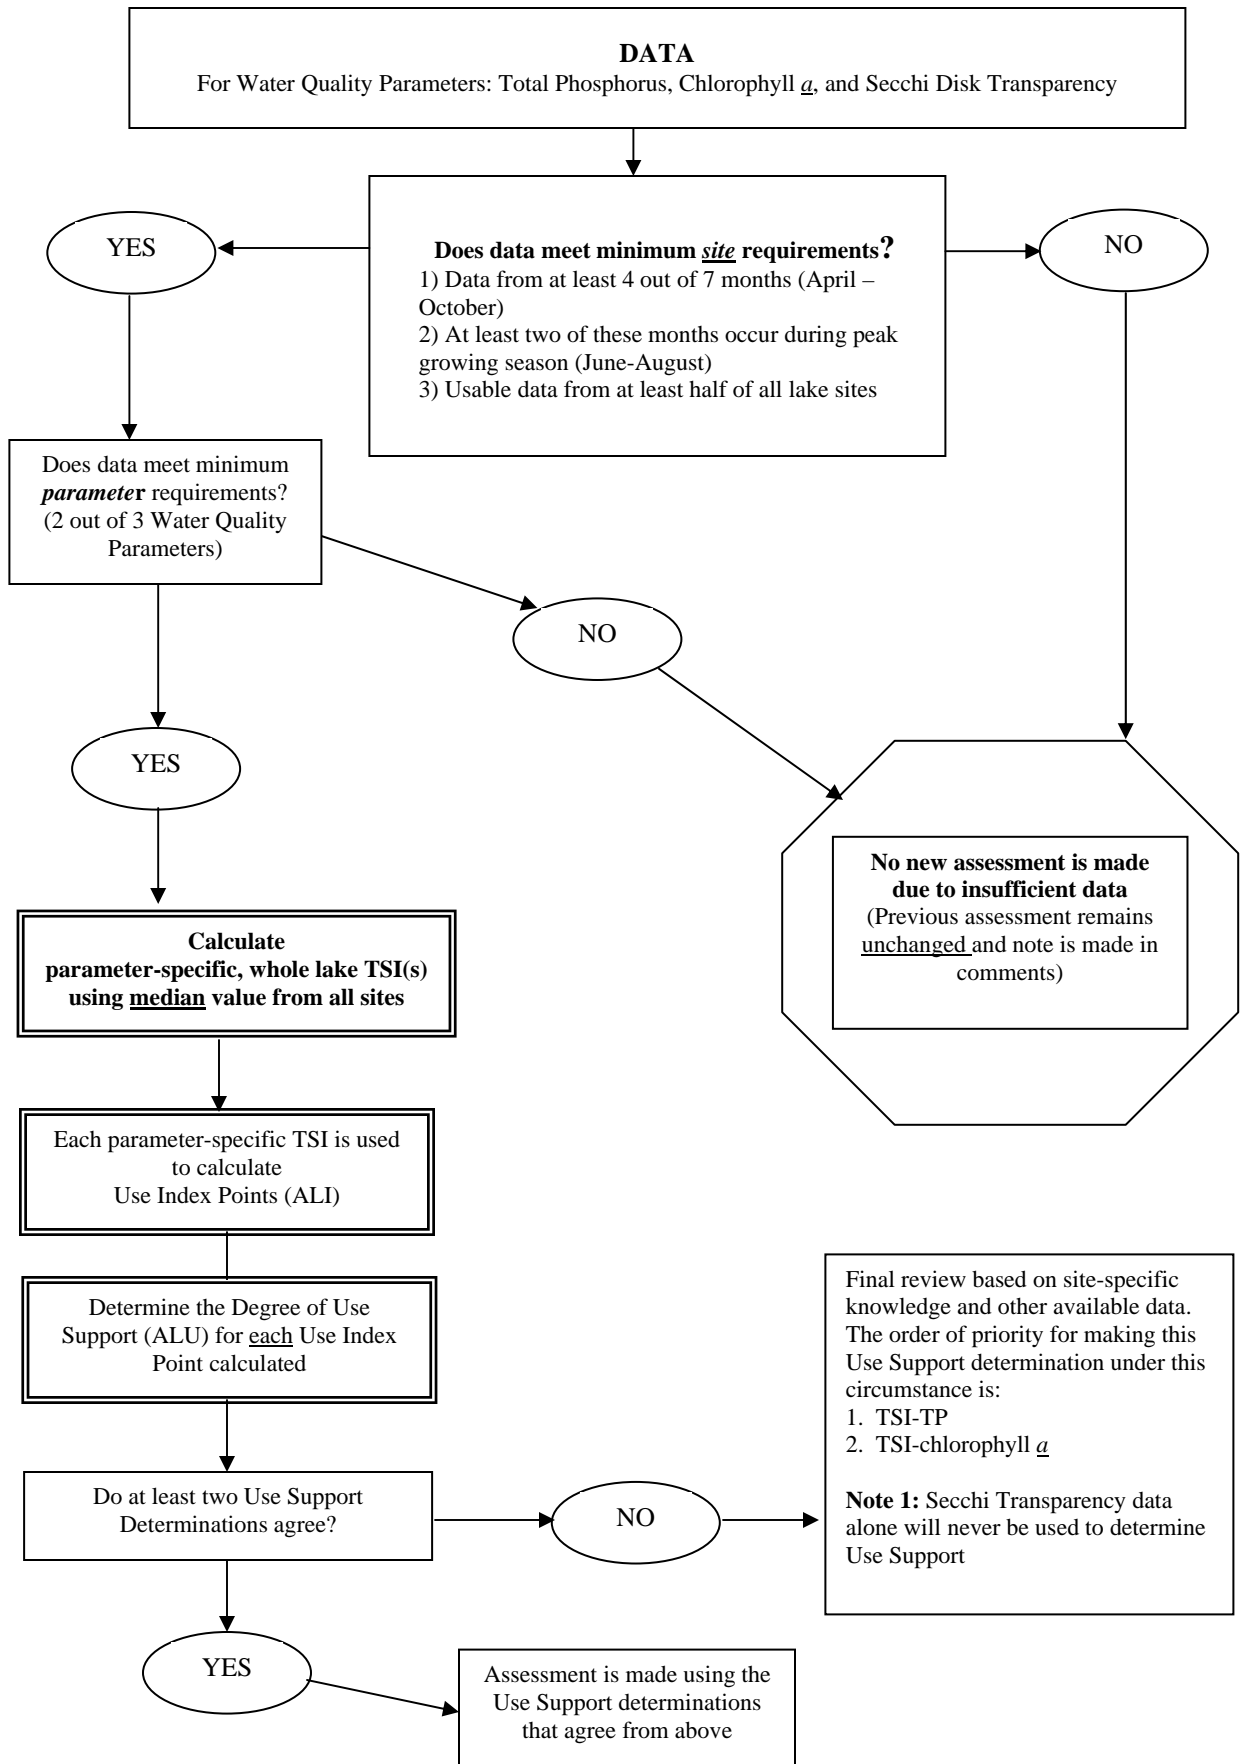 DATA
For Water Quality Parameters: Total Phosphorus, Chlorophyll a, and Secchi Disk Transparency
YES
Does data meet minimum site requirements?
1) Data from at least 4 out of 7 months (April –
October)
2) At least two of these months occur during peak
growing season (June-August)
3) Usable data from at least half of all lake sites
NO
Does data meet minimum
parameter requirements?
(2 out of 3 Water Quality
Parameters)
NO
YES
No new assessment is made
due to insufficient data
(Previous assessment remains
unchanged and note is made in
comments)
Calculate
parameter-specific, whole lake TSI(s)
using median value from all sites
Each parameter-specific TSI is used
to calculate
Use Index Points (ALI)
Determine the Degree of Use
Support (ALU) for each Use Index
Point calculated
Do at least two Use Support
Determinations agree?
NO
Final review based on site-specific
knowledge and other available data.
The order of priority for making this
Use Support determination under this
circumstance is:
1. TSI-TP
2. TSI-chlorophyll a
Note 1: Secchi Transparency data
alone will never be used to determine
Use Support
YES
Assessment is made using the
Use Support determinations
that agree from above